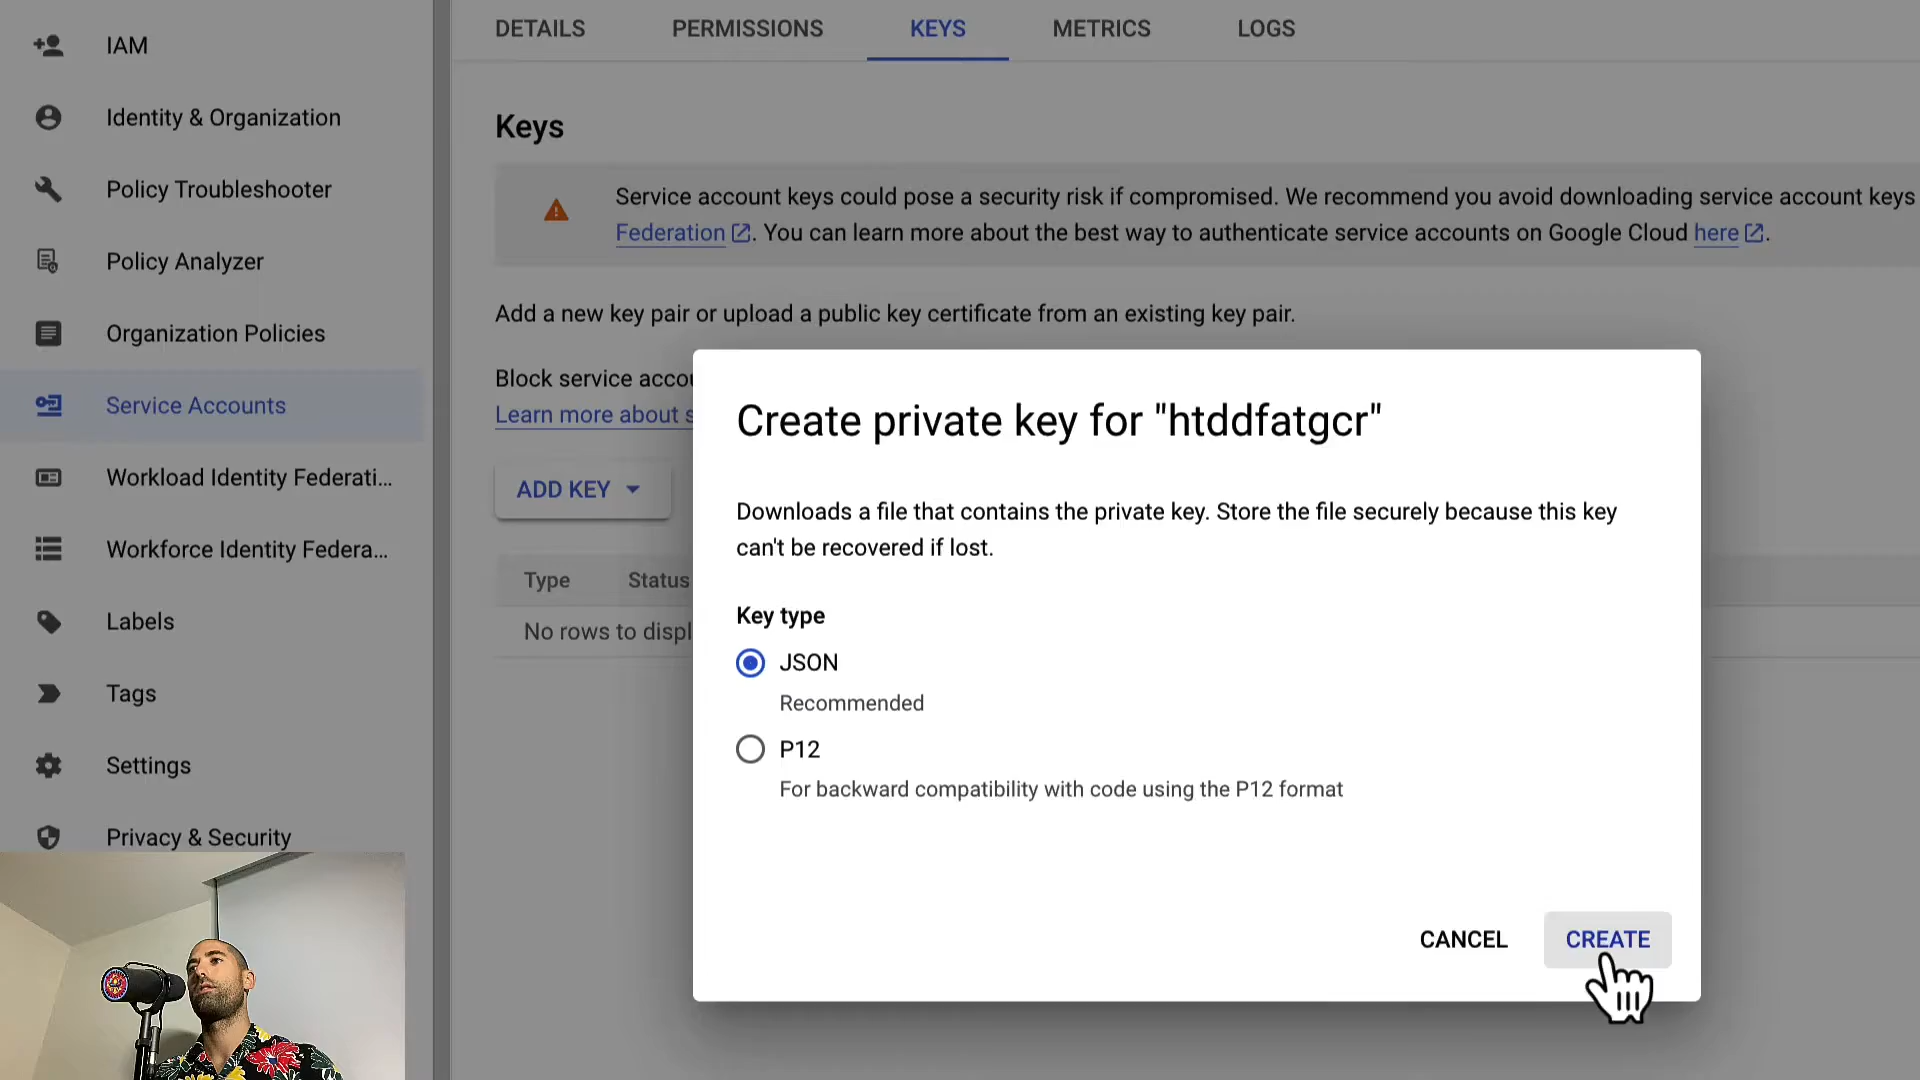 IAM
Identity & Organization
Policy Troubleshooter
Policy Analyzer
Organization Policies
Service Accounts
Workload Identity Federati...
Workforce Identity Federa...
Labels
Tags
Settings
Privacy & Security
DETAILS PERMISSIONS KEYS METRICS LOGS
Keys
Service account keys could pose a security risk if compromised. We recommend you avoid downloading service account keys
Federation. You can learn more about the best way to authenticate service accounts on Google Cloud here.
Add a new key pair or upload a public key certificate from an existing key pair.
Block service accou
Learn more about s
ADD KEY
Type Status
No rows to displ
Create private key for "htddfatgcr"
Downloads a file that contains the private key. Store the file securely because this key
can't be recovered if lost.
Key type
JSON
Recommended
P12
For backward compatibility with code using the P12 format
CANCEL CREATE